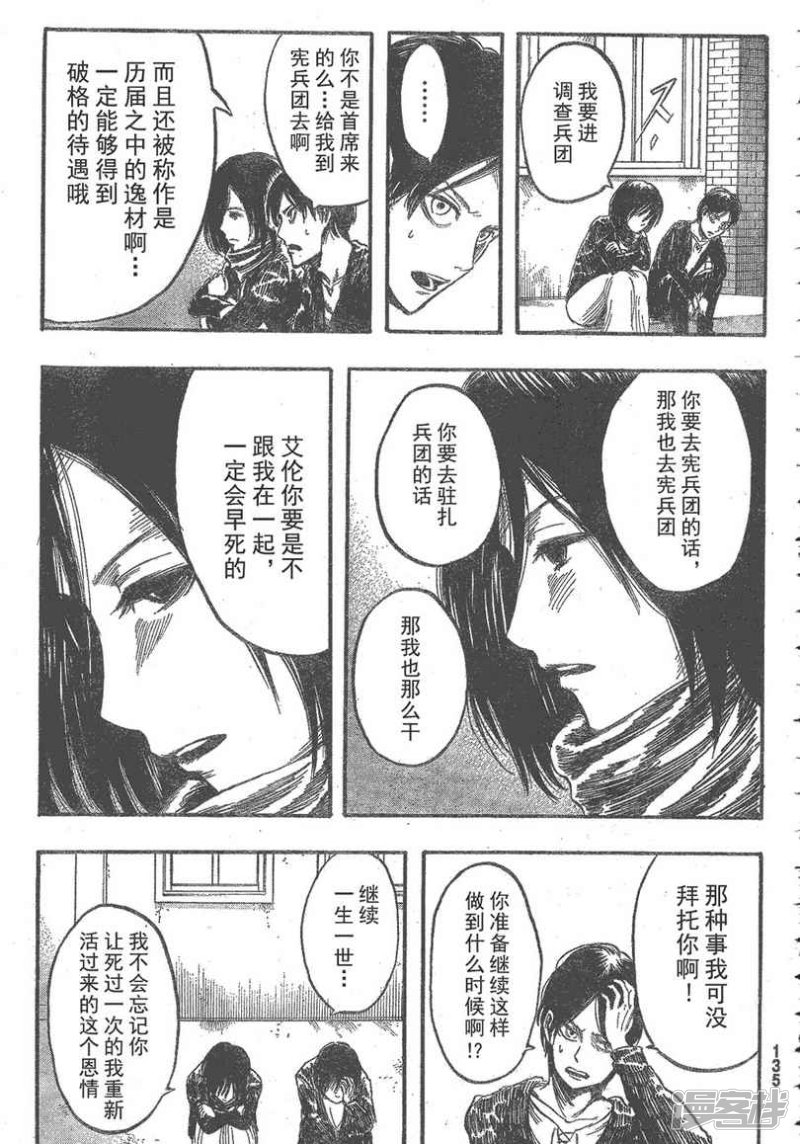 我要进
调查兵团
ス
……
你不是首席来
的么…给我到
宪兵团去啊
而且还被称作是
历届之中的逸材啊…
一定能够得到
破格的待遇哦
你要去宪兵团的话，
那我也去宪兵团
你要去驻扎
兵团的话
那我也那么干
艾伦你要是不
跟我在一起，
一定会早死的
那种事我可没
拜托你啊！
你准备继续这样
做到什么时候啊!?
继续
一生一世…
我不会忘记你
让死过一次的我重新
活过来的这个恩情
135
漫客栈